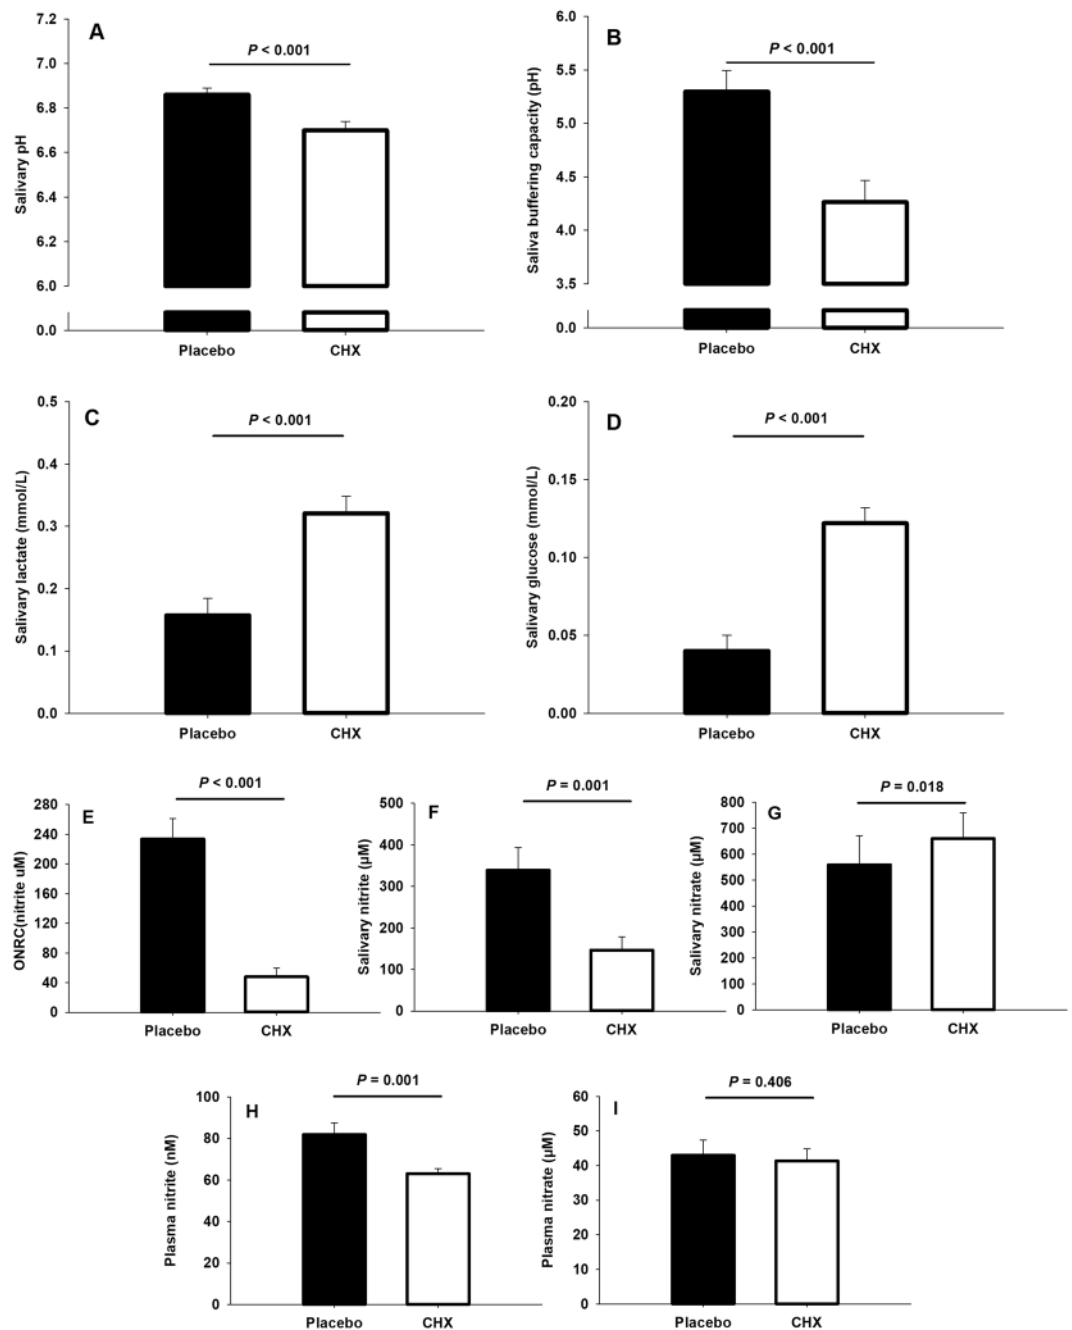 A
P < 0.001
Salivary pH
7.2
7.0
6.8
6.6
6.4
6.2
6.0
0.0
Placebo CHX
B
P < 0.001
Saliva buffering capacity (pH)
6.0
5.5
5.0
4.5
4.0
3.5
0.0
Placebo CHX
C
P < 0.001
Salivary lactate (mmol/L)
0.5
0.4
0.3
0.2
0.1
0.0
Placebo CHX
D
P < 0.001
Salivary glucose (mmol/L)
0.20
0.15
0.10
0.05
0.00
Placebo CHX
E
P < 0.001
ONRC(nitrite uM)
280
240
200
160
120
80
40
0
Placebo CHX
F
P = 0.001
Salivary nitrite (µM)
500
400
300
200
100
0
Placebo CHX
G
P = 0.018
Salivary nitrate (µM)
800
700
600
500
400
300
200
100
0
Placebo CHX
H
P = 0.001
Plasma nitrite (nM)
100
80
60
40
20
0
Placebo CHX
I
P = 0.406
Plasma nitrate (µM)
60
50
40
30
20
10
0
Placebo CHX